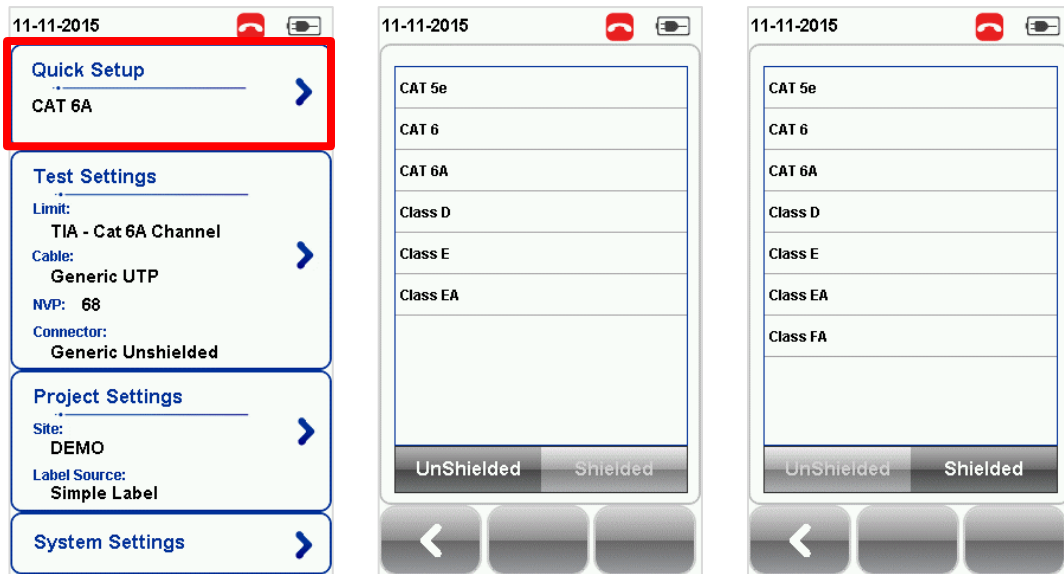 11-11-2015
Quick Setup
CAT 6A
Test Settings
Limit:
TIA - Cat 6A Channel
Cable:
Generic UTP
NVP: 68
Connector:
Generic Unshielded
Project Settings
Site:
DEMO
Label Source:
Simple Label
System Settings
11-11-2015
CAT 5e
CAT 6
CAT 6A
Class D
Class E
Class EA
UnShielded Shielded
11-11-2015
CAT 5e
CAT 6
CAT 6A
Class D
Class E
Class EA
Class FA
UnShielded Shielded